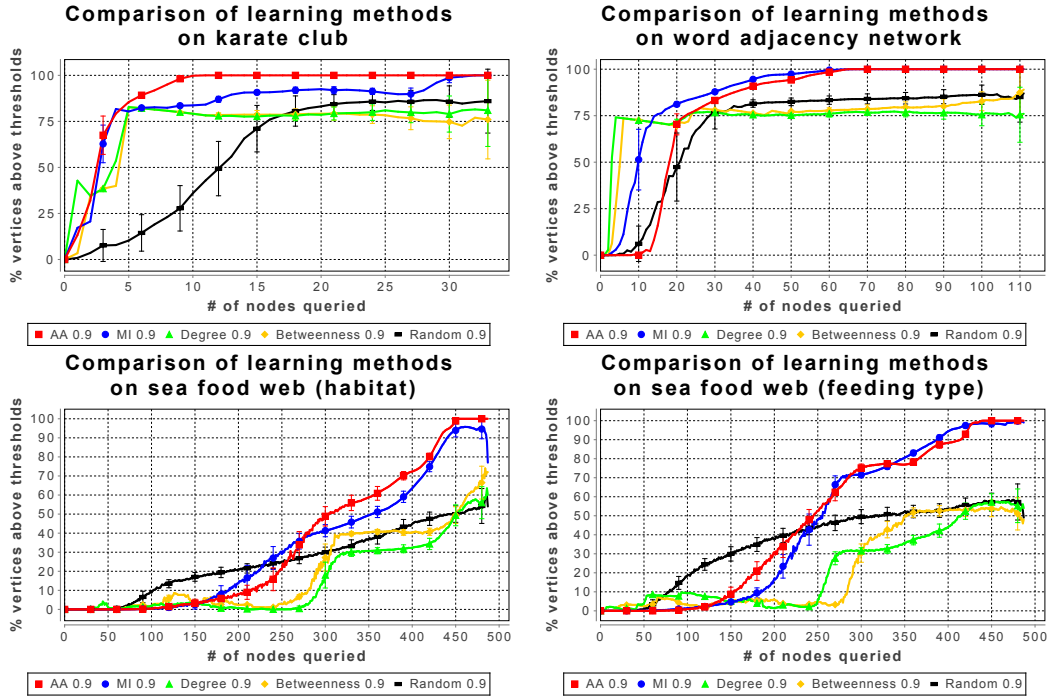 Comparison of learning methods
on karate club
% vertices above thresholds
100
75
50
25
0
0 5 10 15 20 25 30
# of nodes queried
AA 0.9 MI 0.9 Degree 0.9 Betweenness 0.9 Random 0.9
Comparison of learning methods
on word adjacency network
% vertices above thresholds
100
75
50
25
0
0 10 20 30 40 50 60 70 80 90 100 110
# of nodes queried
AA 0.9 MI 0.9 Degree 0.9 Betweenness 0.9 Random 0.9
Comparison of learning methods
on sea food web (habitat)
% vertices above thresholds
100
90
80
70
60
50
40
30
20
10
0
0 50 100 150 200 250 300 350 400 450 500
# of nodes queried
AA 0.9 MI 0.9 Degree 0.9 Betweenness 0.9 Random 0.9
Comparison of learning methods
on sea food web (feeding type)
% vertices above thresholds
100
90
80
70
60
50
40
30
20
10
0
0 50 100 150 200 250 300 350 400 450 500
# of nodes queried
AA 0.9 MI 0.9 Degree 0.9 Betweenness 0.9 Random 0.9